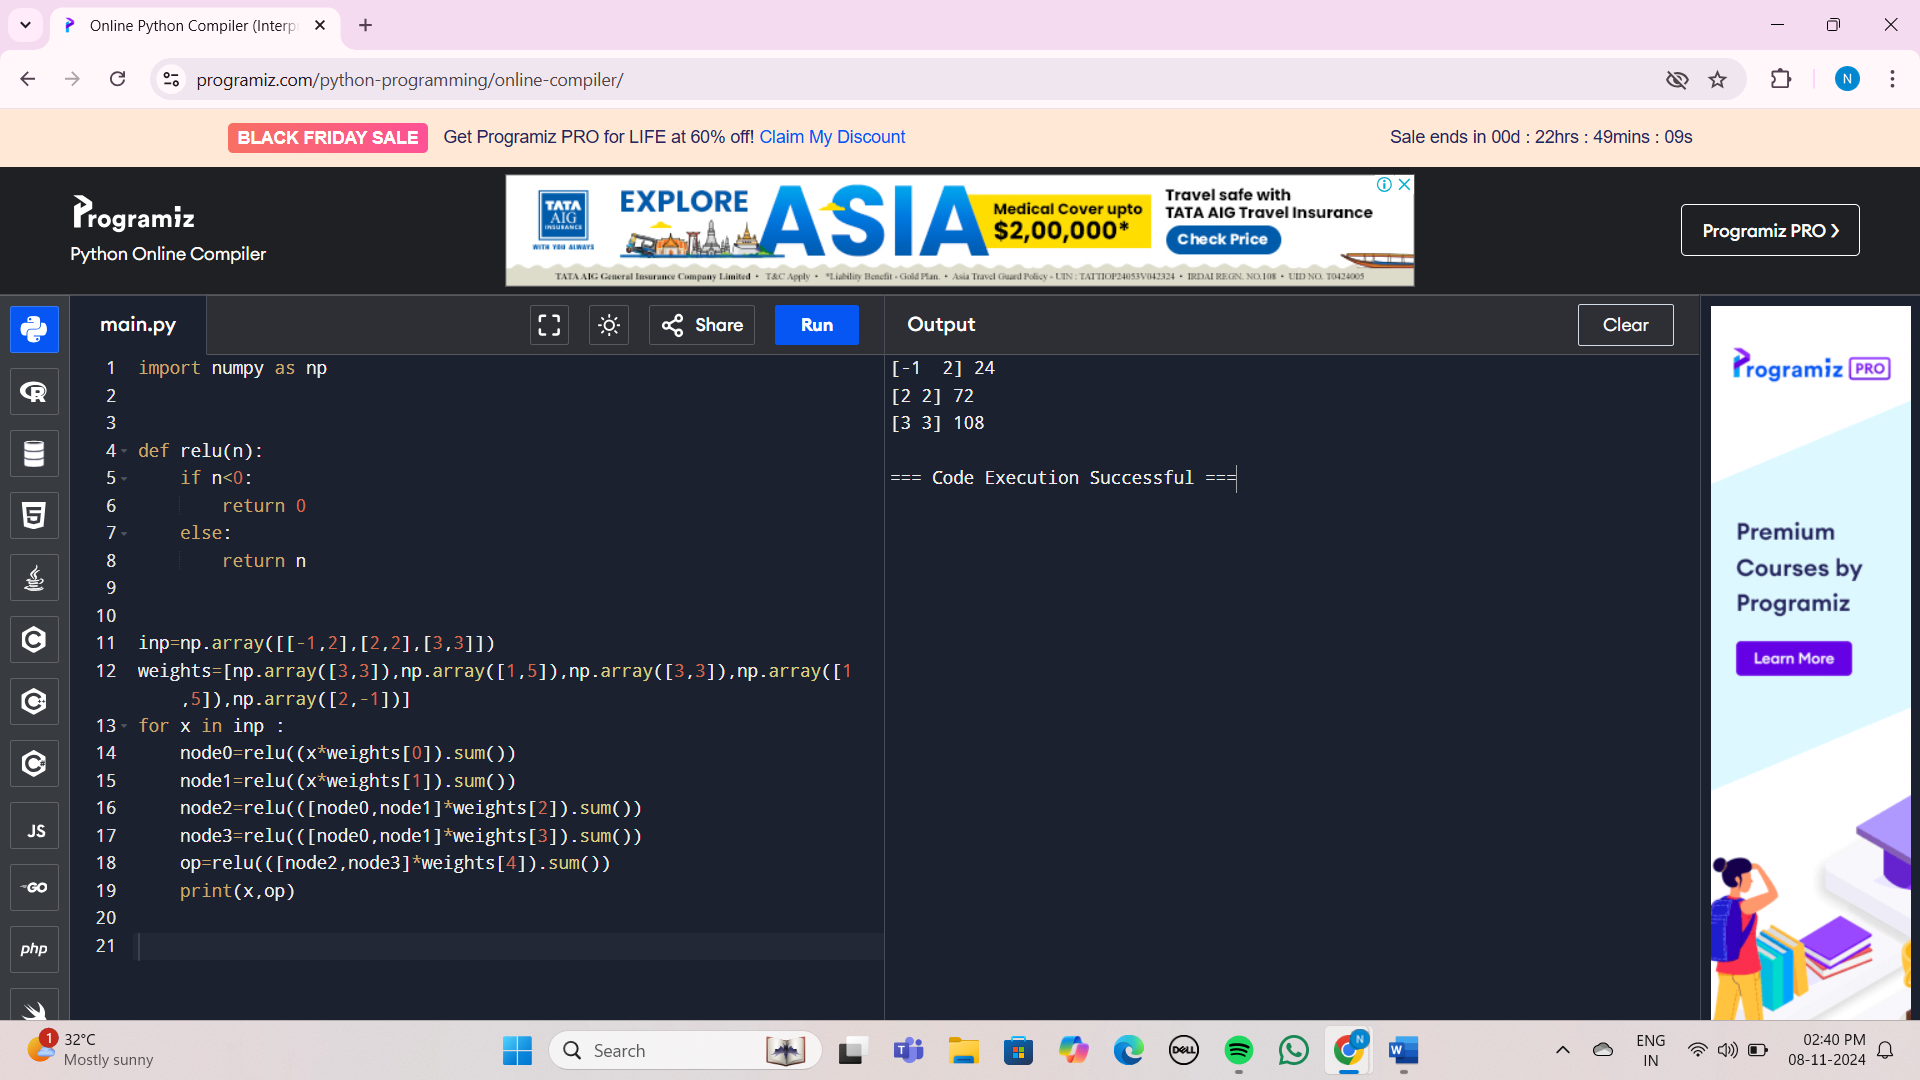 Online Python Compiler (Interp
programiz.com/python-programming/online-compiler/
N
BLACK FRIDAY SALE Get Programiz PRO for LIFE at 60% off! Claim My Discount Sale ends in 00d : 22hrs : 49mins : 09s
Programiz
Python Online Compiler
TATA
AIG
INSURANCE
WITH YOU ALWAYS
EXPLORE
ASIA
Medical Cover upto
$2,00,000*
Travel safe with
TATA AIG Travel Insurance
Check Price
TATA AIG General Insurance Company Limited • T&C Apply • *Liability Benefit - Gold Plan. • Asia Travel Guard Policy - UIN : TATTIOP24053V042324 • IRDAI REGN. NO.108 • UID NO. T0424005
Programiz PRO ›
main.py
Share
Run
Output
Clear
1 import numpy as np
2
3
4 def relu(n):
5     if n<0:
6         return 0
7     else:
8         return n
9
10
11 inp=np.array([[-1,2],[2,2],[3,3]])
12 weights=[np.array([3,3]),np.array([1,5]),np.array([3,3]),np.array([1
,5]),np.array([2,-1])]
13 for x in inp :
14     node0=relu((x*weights[0]).sum())
15     node1=relu((x*weights[1]).sum())
16     node2=relu(([node0,node1]*weights[2]).sum())
17     node3=relu(([node0,node1]*weights[3]).sum())
18     op=relu(([node2,node3]*weights[4]).sum())
19     print(x,op)
20
21
[-1  2] 24
[2 2] 72
[3 3] 108
=== Code Execution Successful ===
R
5
C
C
C
JS
GO
php
Programiz PRO
Premium
Courses by
Programiz
Learn More
1
32°C
Mostly sunny
Search
DELL
N
W
ENG
IN
02:40 PM
08-11-2024